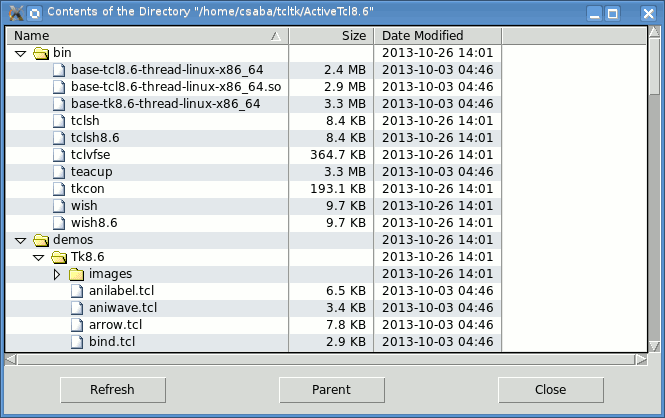 Contents of the Directory "/home/csaba/tcltk/ActiveTcl8.6"
Name Size Date Modified
bin 2013-10-26 14:01
base-tcl8.6-thread-linux-x86_64 2.4 MB 2013-10-03 04:46
base-tcl8.6-thread-linux-x86_64.so 2.9 MB 2013-10-03 04:46
base-tk8.6-thread-linux-x86_64 3.3 MB 2013-10-03 04:46
tclsh 8.4 KB 2013-10-26 14:01
tclsh8.6 8.4 KB 2013-10-26 14:01
tclvfse 364.7 KB 2013-10-26 14:01
teacup 3.3 MB 2013-10-03 04:46
tkcon 193.1 KB 2013-10-26 14:01
wish 9.7 KB 2013-10-26 14:01
wish8.6 9.7 KB 2013-10-26 14:01
demos 2013-10-26 14:01
Tk8.6 2013-10-26 14:01
images 2013-10-26 14:01
anilabel.tcl 6.5 KB 2013-10-03 04:46
aniwave.tcl 3.4 KB 2013-10-03 04:46
arrow.tcl 7.8 KB 2013-10-03 04:46
bind.tcl 2.9 KB 2013-10-03 04:46
Refresh Parent Close